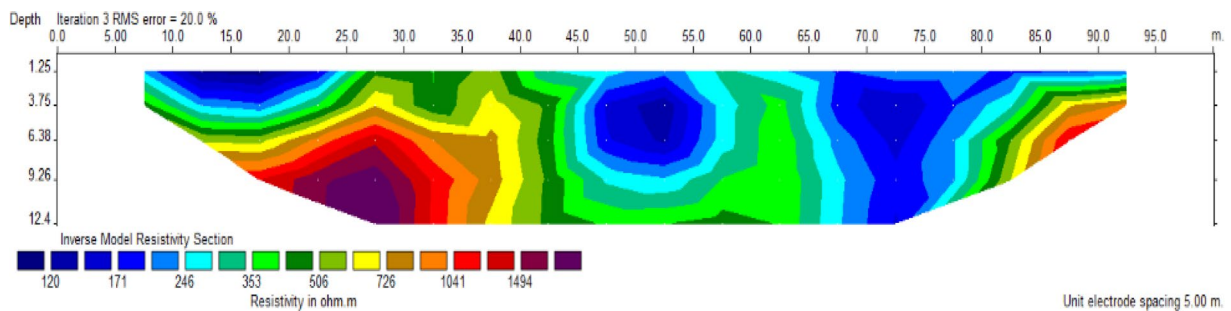 Depth Iteration 3 RMS error = 20.0 %
0.0 5.00 10.0 15.0 20.0 25.0 30.0 35.0 40.0 45.0 50.0 55.0 60.0 65.0 70.0 75.0 80.0 85.0 90.0 95.0 m.
1.25
3.75
6.38
9.26
12.4
Inverse Model Resistivity Section
120 171 246 353 506 726 1041 1494
Resistivity in ohm.m Unit electrode spacing 5.00 m.